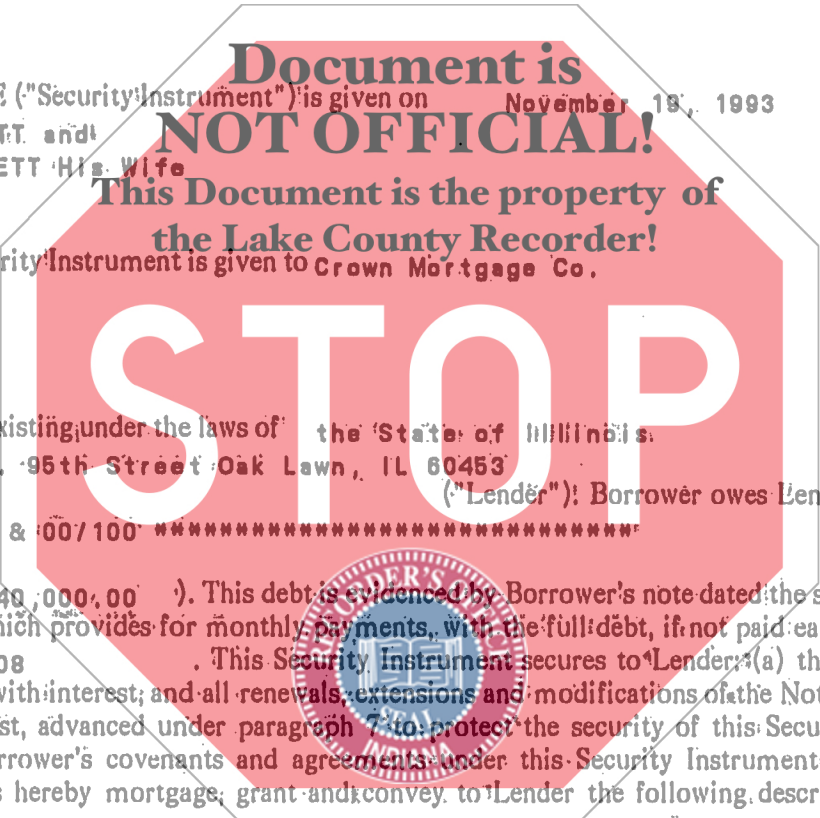 Document is
("Security Instrument") is given on November 19, 1993
NOT OFFICIAL!
TT and
ETT His Wife
This Document is the property of
the Lake County Recorder!
rity Instrument is given to Crown Mortgage Co.
STOP
xisting under the laws of the State of Illinois.
95th Street Oak Lawn, IL 60453
("Lender"). Borrower owes Len
& 00/100 ******************************
40,000.00 ). This debt is evidenced by Borrower's note dated the s
hich provides for monthly payments, with the full debt, if not paid ea
08 . This Security Instrument secures to Lender: (a) th
with interest, and all renewals, extensions and modifications of the Not
st, advanced under paragraph 7 to protect the security of this Secu
rrower's covenants and agreements under this Security Instrument
s hereby mortgage, grant and convey to Lender the following descr
RECORDER'S OFFICE
SEAL
INDIANA